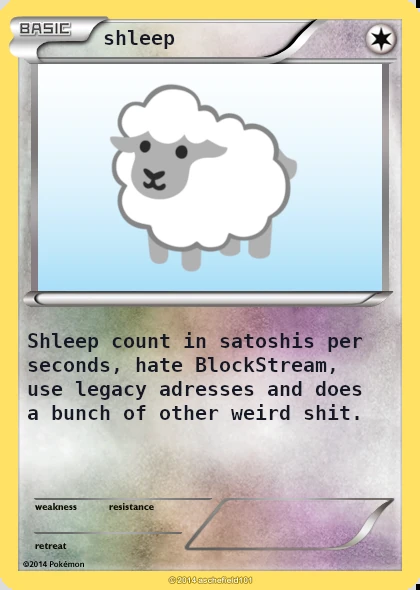 BASIC
shleep
Shleep count in satoshis per
seconds, hate BlockStream,
use legacy adresses and does
a bunch of other weird shit.
weakness resistance
retreat
©2014 Pokémon
©2014 aschefield101